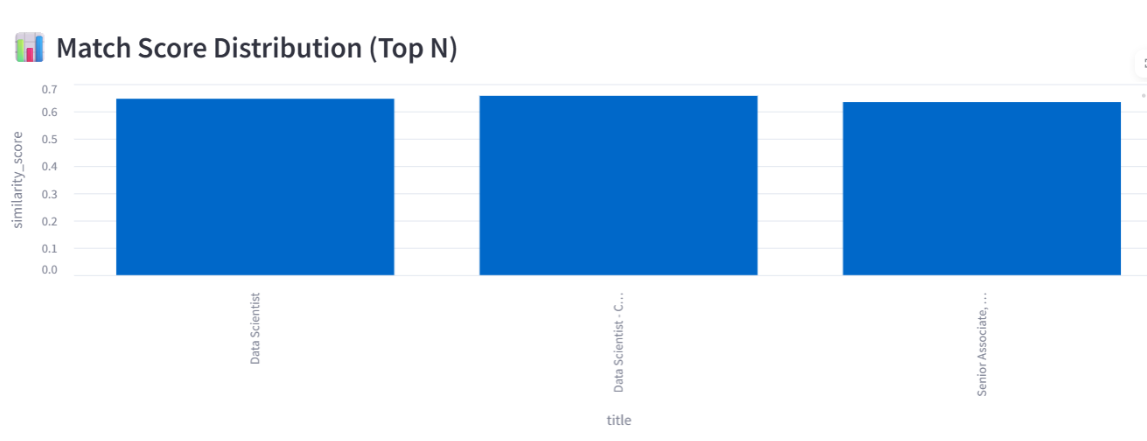 📊 Match Score Distribution (Top N)
similarity_score
0.7
0.6
0.5
0.4
0.3
0.2
0.1
0.0
Data Scientist
Data Scientist - C…
Senior Associate, …
title